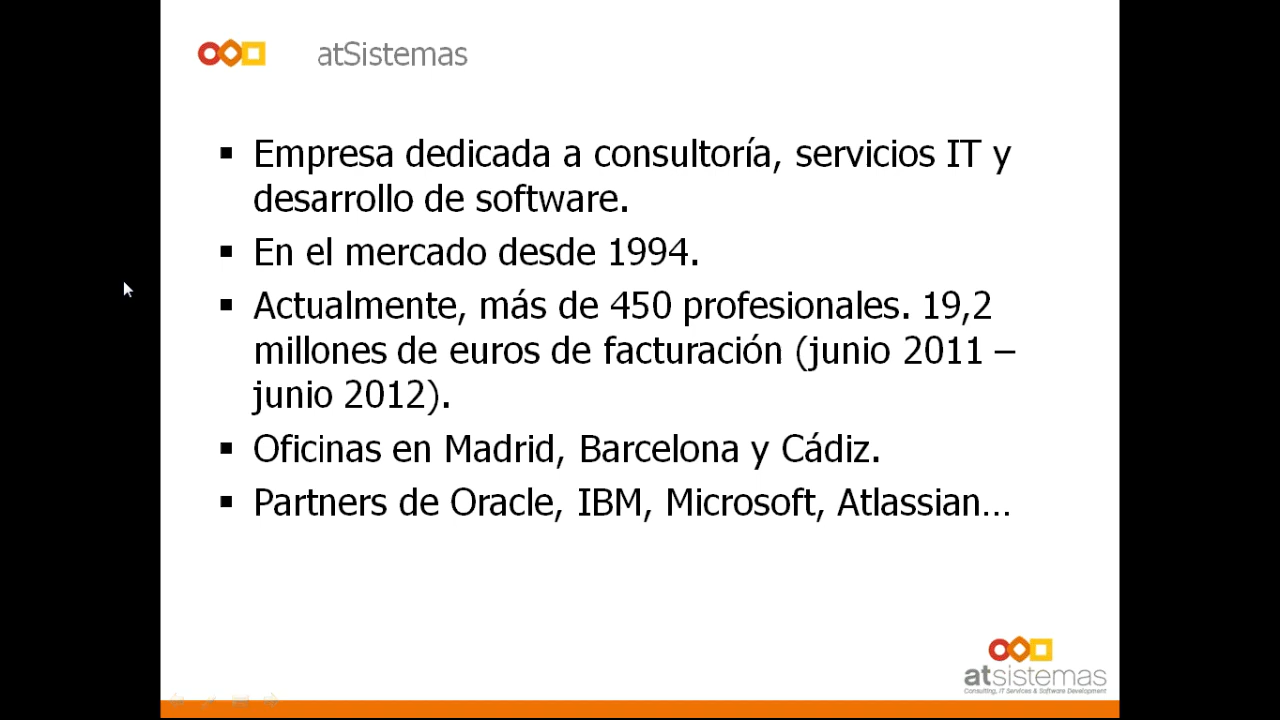 atSistemas
▪ Empresa dedicada a consultoría, servicios IT y
desarrollo de software.
▪ En el mercado desde 1994.
▪ Actualmente, más de 450 profesionales. 19,2
millones de euros de facturación (junio 2011 –
junio 2012).
▪ Oficinas en Madrid, Barcelona y Cádiz.
▪ Partners de Oracle, IBM, Microsoft, Atlassian...
atsistemas
Consulting, IT Services & Software Development